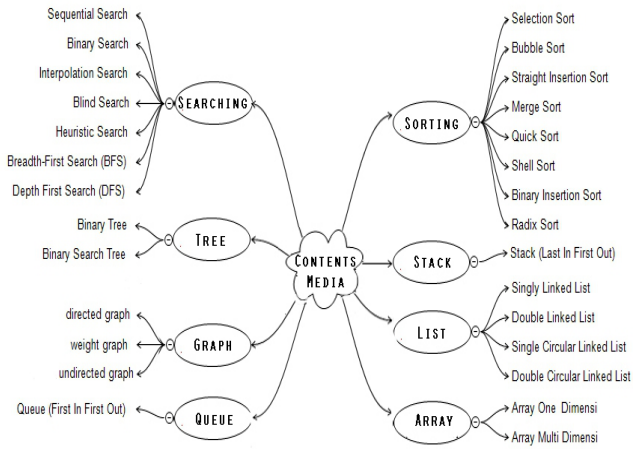 Sequential Search
Binary Search
Interpolation Search
Blind Search
Heuristic Search
Breadth-First Search (BFS)
Depth First Search (DFS)
SEARCHING
Binary Tree
Binary Search Tree
TREE
directed graph
weight graph
undirected graph
GRAPH
Queue (First In First Out)
QUEUE
CONTENTS
MEDIA
SORTING
Selection Sort
Bubble Sort
Straight Insertion Sort
Merge Sort
Quick Sort
Shell Sort
Binary Insertion Sort
Radix Sort
STACK
Stack (Last In First Out)
LIST
Singly Linked List
Double Linked List
Single Circular Linked List
Double Circular Linked List
ARRAY
Array One Dimensi
Array Multi Dimensi